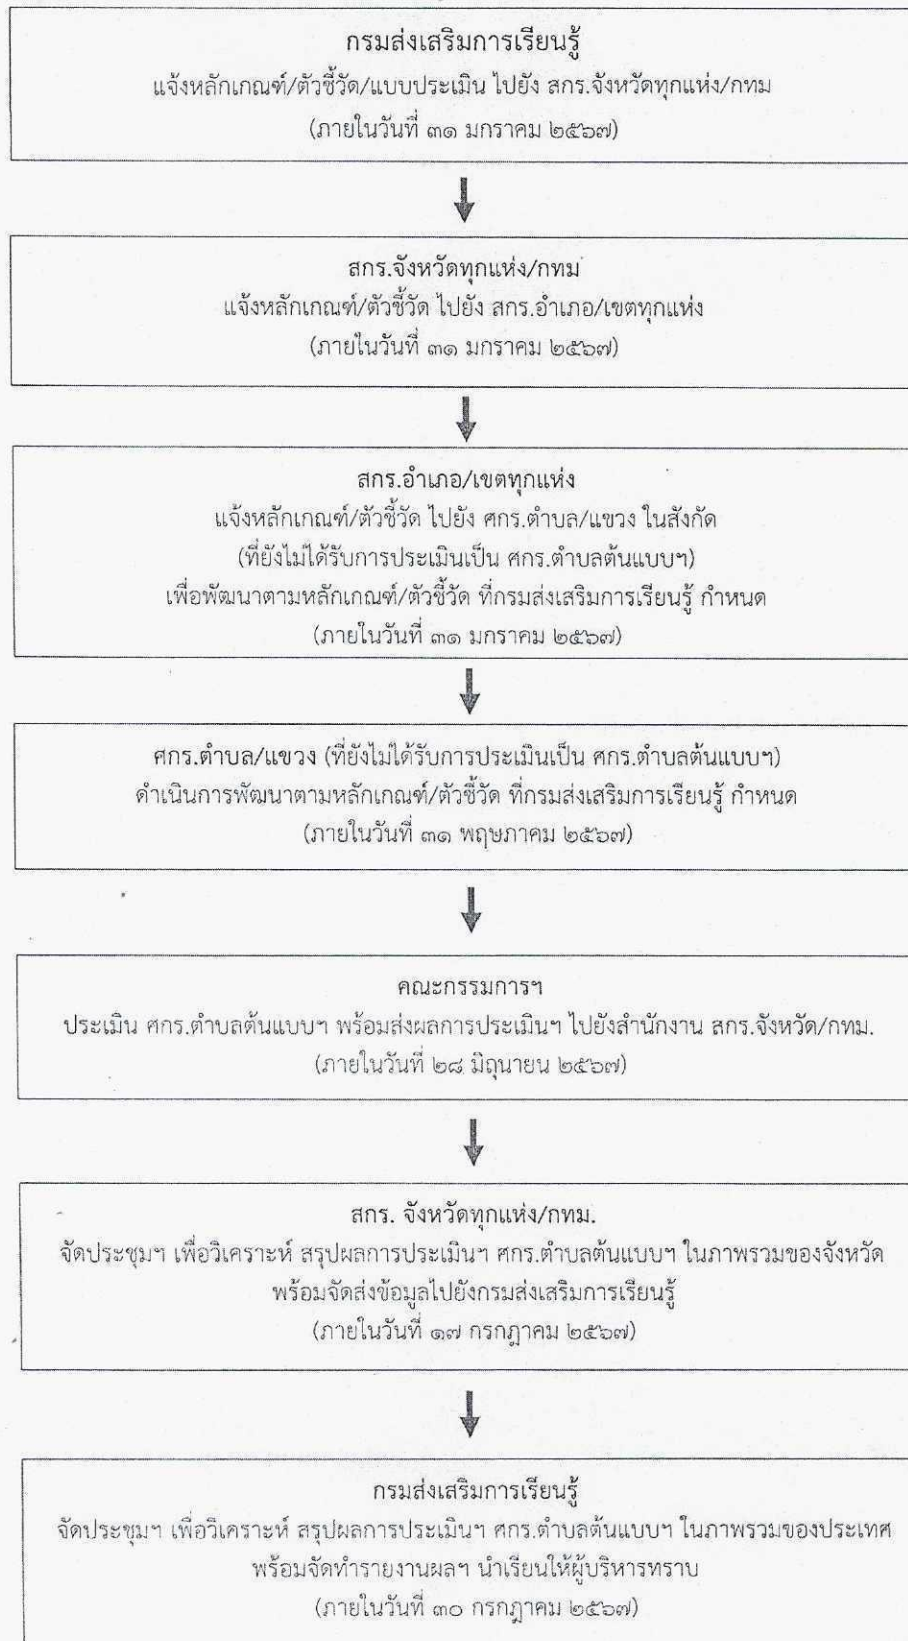 กรมส่งเสริมการเรียนรู้
แจ้งหลักเกณฑ์/ตัวชี้วัด/แบบประเมิน ไปยัง สกร.จังหวัดทุกแห่ง/กทม
(ภายในวันที่ ๓๑ มกราคม ๒๕๖๗)
สกร.จังหวัดทุกแห่ง/กทม
แจ้งหลักเกณฑ์/ตัวชี้วัด ไปยัง สกร.อำเภอ/เขตทุกแห่ง
(ภายในวันที่ ๓๑ มกราคม ๒๕๖๗)
สกร.อำเภอ/เขตทุกแห่ง
แจ้งหลักเกณฑ์/ตัวชี้วัด ไปยัง ศกร.ตำบล/แขวง ในสังกัด
(ที่ยังไม่ได้รับการประเมินเป็น ศกร.ตำบลต้นแบบฯ)
เพื่อพัฒนาตามหลักเกณฑ์/ตัวชี้วัด ที่กรมส่งเสริมการเรียนรู้ กำหนด
(ภายในวันที่ ๓๑ มกราคม ๒๕๖๗)
ศกร.ตำบล/แขวง (ที่ยังไม่ได้รับการประเมินเป็น ศกร.ตำบลต้นแบบฯ)
ดำเนินการพัฒนาตามหลักเกณฑ์/ตัวชี้วัด ที่กรมส่งเสริมการเรียนรู้ กำหนด
(ภายในวันที่ ๓๑ พฤษภาคม ๒๕๖๗)
คณะกรรมการฯ
ประเมิน ศกร.ตำบลต้นแบบฯ พร้อมส่งผลการประเมินฯ ไปยังสำนักงาน สกร.จังหวัด/กทม.
(ภายในวันที่ ๒๘ มิถุนายน ๒๕๖๗)
สกร. จังหวัดทุกแห่ง/กทม.
จัดประชุมฯ เพื่อวิเคราะห์ สรุปผลการประเมินฯ ศกร.ตำบลต้นแบบฯ ในภาพรวมของจังหวัด
พร้อมจัดส่งข้อมูลไปยังกรมส่งเสริมการเรียนรู้
(ภายในวันที่ ๑๗ กรกฎาคม ๒๕๖๗)
กรมส่งเสริมการเรียนรู้
จัดประชุมฯ เพื่อวิเคราะห์ สรุปผลการประเมินฯ ศกร.ตำบลต้นแบบฯ ในภาพรวมของประเทศ
พร้อมจัดทำรายงานผลฯ นำเรียนให้ผู้บริหารทราบ
(ภายในวันที่ ๓๐ กรกฎาคม ๒๕๖๗)